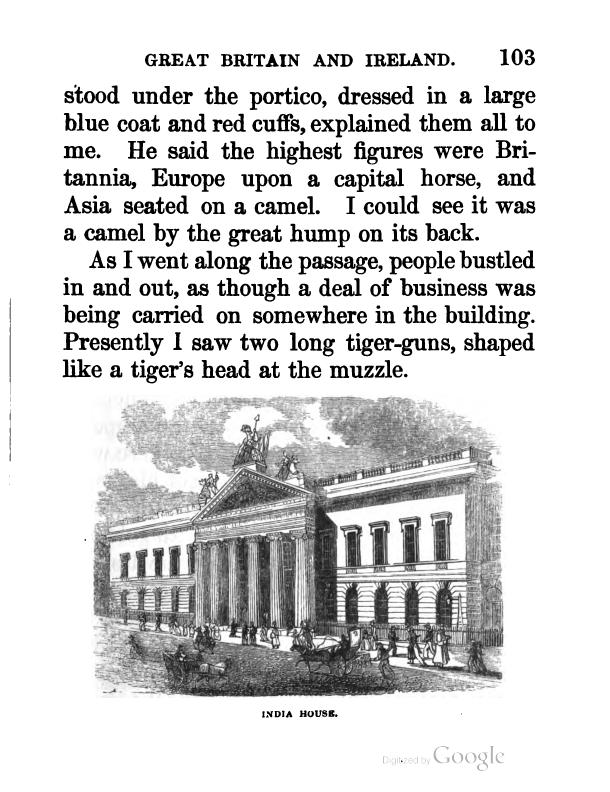 GREAT BRITAIN AND IRELAND. 103
stood under the portico, dressed in a large
blue coat and red cuffs, explained them all to
me. He said the highest figures were Bri-
tannia, Europe upon a capital horse, and
Asia seated on a camel. I could see it was
a camel by the great hump on its back.
As I went along the passage, people bustled
in and out, as though a deal of business was
being carried on somewhere in the building.
Presently I saw two long tiger-guns, shaped
like a tiger's head at the muzzle.
INDIA HOUSE.
Digitized by Google